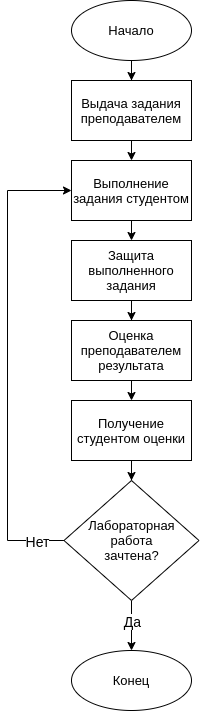 Начало
Выдача задания
преподавателем
Выполнение
задания студентом
Защита
выполненного
задания
Оценка
преподавателем
результата
Получение
студентом оценки
Лабораторная
работа
зачтена?
Нет
Да
Конец